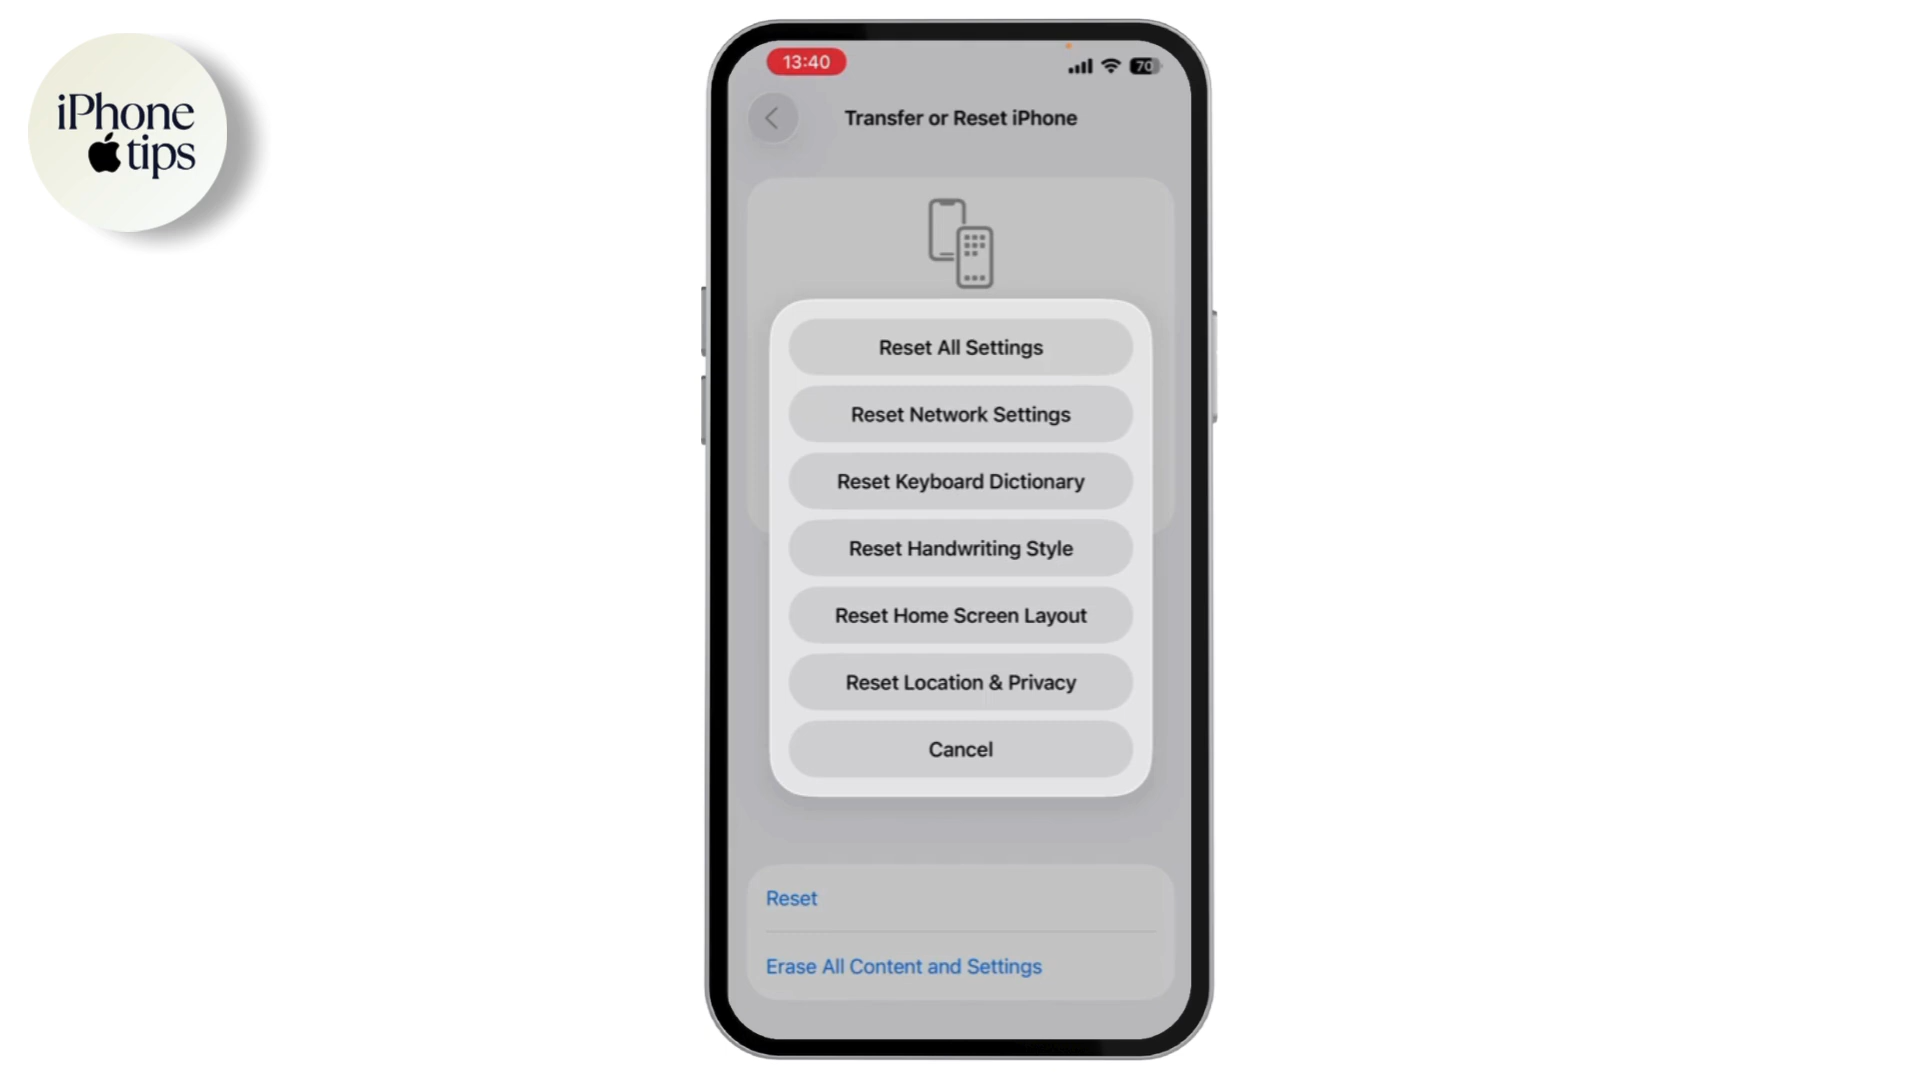 iPhone
tips
13:40
70
Transfer or Reset iPhone
Reset All Settings
Reset Network Settings
Reset Keyboard Dictionary
Reset Handwriting Style
Reset Home Screen Layout
Reset Location & Privacy
Cancel
Reset
Erase All Content and Settings